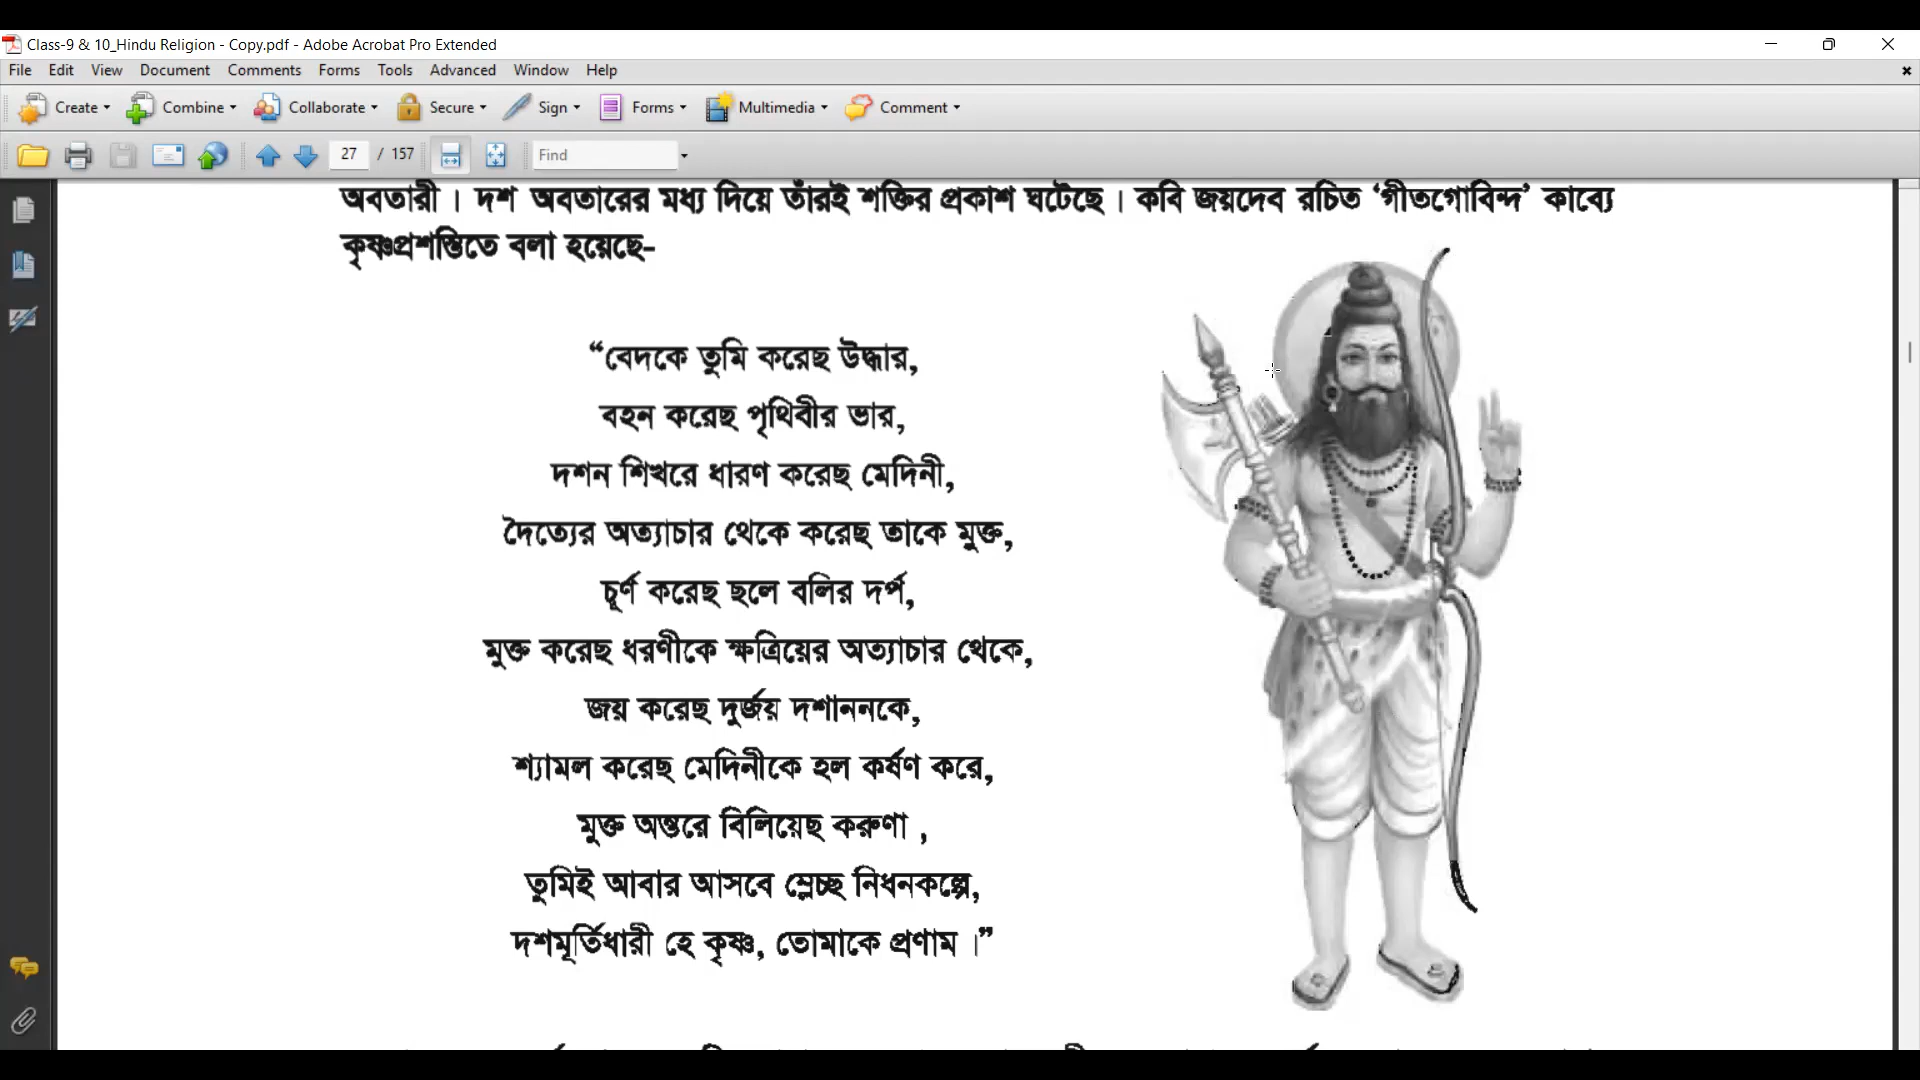 Class-9 & 10_Hindu Religion - Copy.pdf - Adobe Acrobat Pro Extended
File Edit View Document Comments Forms Tools Advanced Window Help
Create Combine Collaborate Secure Sign Forms Multimedia Comment
27 / 157 Find
অবতারী । দশ অবতারের মধ্য দিয়ে তাঁরই শক্তির প্রকাশ ঘটেছে । কবি জয়দেব রচিত ‘গীতগোবিন্দ’ কাব্যে
কৃষ্ণপ্রশস্তিতে বলা হয়েছে-
“বেদকে তুমি করেছ উদ্ধার,
বহন করেছ পৃথিবীর ভার,
দশন শিখরে ধারণ করেছ মেদিনী,
দৈত্যের অত্যাচার থেকে করেছ তাকে মুক্ত,
চূর্ণ করেছ ছলে বলির দর্প,
মুক্ত করেছ ধরণীকে ক্ষত্রিয়ের অত্যাচার থেকে,
জয় করেছ দুর্জয় দশাননকে,
শ্যামল করেছ মেদিনীকে হল কর্ষণ করে,
মুক্ত অন্তরে বিলিয়েছ করুণা ,
তুমিই আবার আসবে ম্লেচ্ছ নিধনকল্পে,
দশমূর্তিধারী হে কৃষ্ণ, তোমাকে প্রণাম ।”